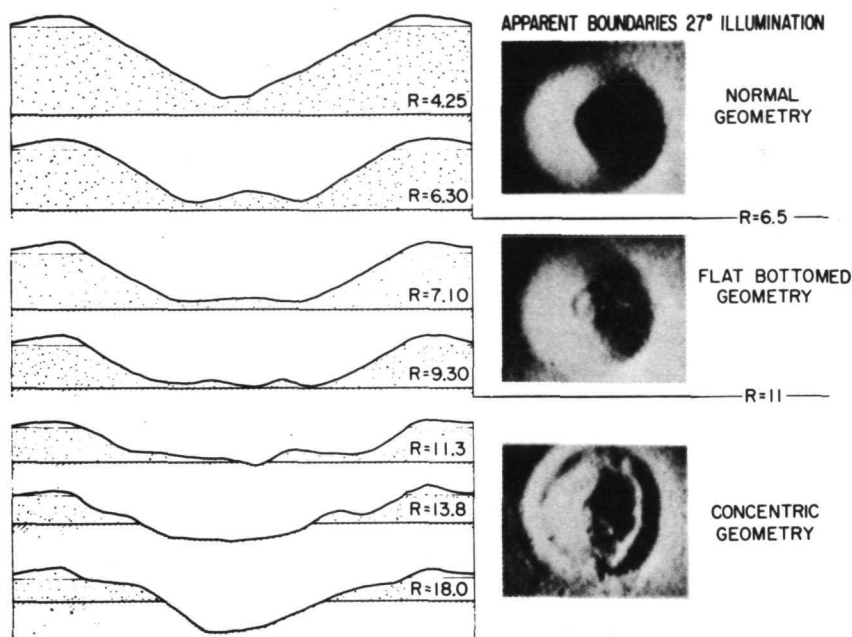 APPARENT BOUNDARIES 27° ILLUMINATION
R=4.25
NORMAL
GEOMETRY
R=6.30
R=6.5
R=7.10
FLAT BOTTOMED
GEOMETRY
R=9.30
R=11
R=11.3
R=13.8
CONCENTRIC
GEOMETRY
R=18.0